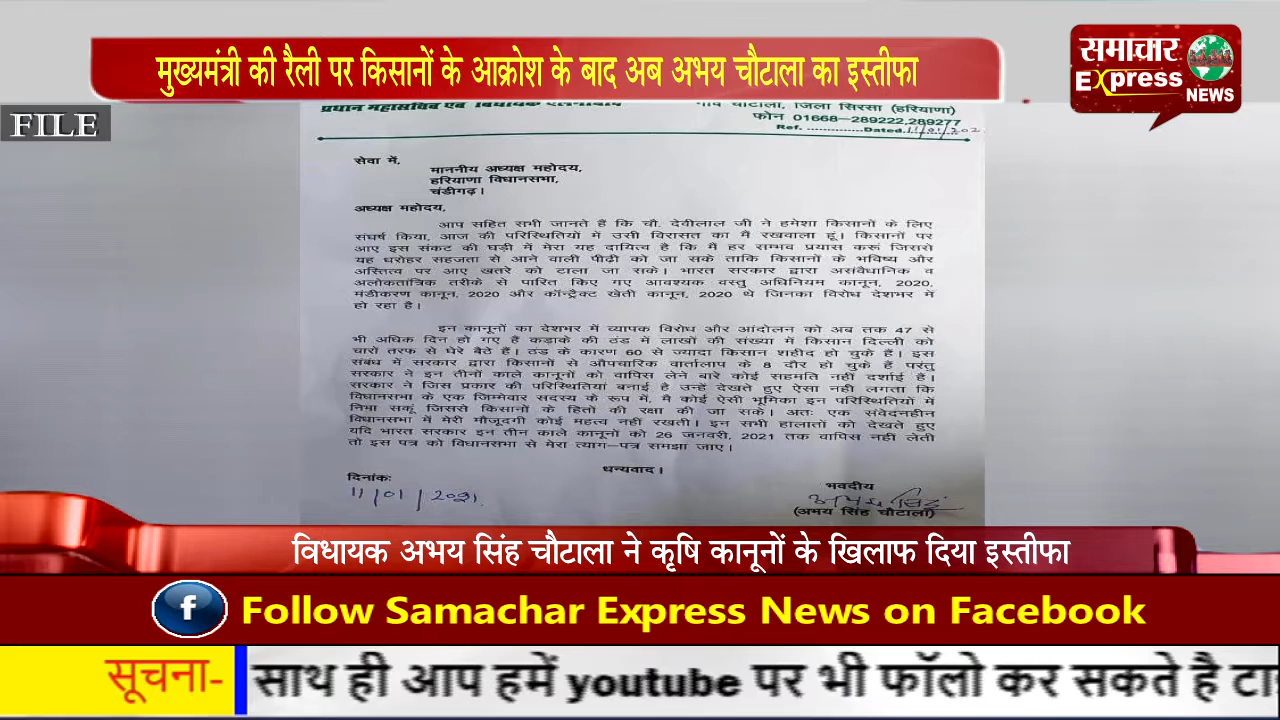 मुख्यमंत्री की रैली पर किसानों के आक्रोश के बाद अब अभय चौटाला का इस्तीफा
समाचार
Express
NEWS
FILE
प्रधान महासचिव एवं विधायक ऐलनाबाद
गांव चौटाला, जिला सिरसा (हरियाणा)
फोन 01668–289222,289277
Ref. ..............Dated.11/01/202
सेवा में,
माननीय अध्यक्ष महोदय,
हरियाणा विधानसभा,
चंडीगढ़।
अध्यक्ष महोदय,
आप सहित सभी जानते हैं कि चौ. देवीलाल जी ने हमेशा किसानों के लिए
संघर्ष किया, आज की परिस्थितियों में उसी विरासत का मैं रखवाला हूं। किसानों पर
आए इस संकट की घड़ी में मेरा यह दायित्व है कि मैं हर सम्भव प्रयास करूं जिससे
यह धरोहर सहजता से आने वाली पीढ़ी को जा सके ताकि किसानों के भविष्य और
अस्तित्व पर आए खतरे को टाला जा सके। भारत सरकार द्वारा असंवैधानिक व
अलोकतांत्रिक तरीके से पारित किए गए आवश्यक वस्तु अधिनियम कानून, 2020,
मंडीकरण कानून, 2020 और कॉन्ट्रेक्ट खेती कानून, 2020 थे जिनका विरोध देशभर में
हो रहा है।
इन कानूनों का देशभर में व्यापक विरोध और आंदोलन को अब तक 47 से
भी अधिक दिन हो गए हैं कड़ाके की ठंड में लाखों की संख्या में किसान दिल्ली को
चारों तरफ से घेरे बैठे हैं। ठंड के कारण 60 से ज्यादा किसान शहीद हो चुके हैं। इस
संबंध में सरकार द्वारा किसानों से औपचारिक वार्तालाप के 8 दौर हो चुके हैं परंतु
सरकार ने इन तीनों काले कानूनों को वापिस लेने बारे कोई सहमति नहीं दर्शाई है।
सरकार ने जिस प्रकार की परिस्थितियां बनाई है उन्हें देखते हुए ऐसा नहीं लगता कि
विधानसभा के एक जिम्मेवार सदस्य के रूप में, मै कोई ऐसी भूमिका इन परिस्थितियों में
निभा सकूं जिससे किसानों के हितों की रक्षा की जा सके। अतः एक संवेदनहीन
विधानसभा में मेरी मौजूदगी कोई महत्व नहीं रखती। इन सभी हालातों को देखते हुए
यदि भारत सरकार इन तीन काले कानूनों को 26 जनवरी, 2021 तक वापिस नहीं लेती
तो इस पत्र को विधानसभा से मेरा त्याग–पत्र समझा जाए।
धन्यवाद।
दिनांकः
11/01/2021.
भवदीय
अभय सिंह
(अभय सिंह चौटाला)
विधायक अभय सिंह चौटाला ने कृषि कानूनों के खिलाफ दिया इस्तीफा
f Follow Samachar Express News on Facebook
सूचना- साथ ही आप हमें youtube पर भी फॉलो कर सकते है